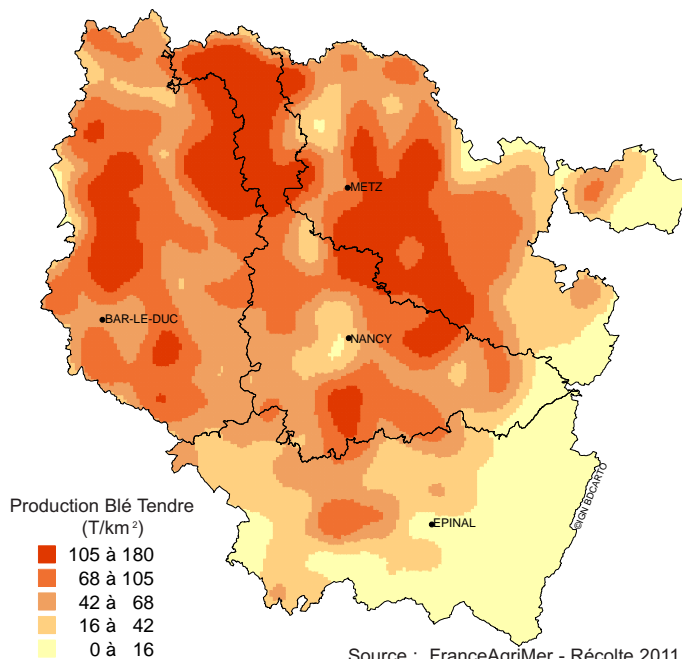 METZ
BAR-LE-DUC
NANCY
EPINAL
©IGN BDCARTO
Production Blé Tendre
(T/km²)
105 à 180
68 à 105
42 à 68
16 à 42
0 à 16
Source : FranceAgriMer - Récolte 2011